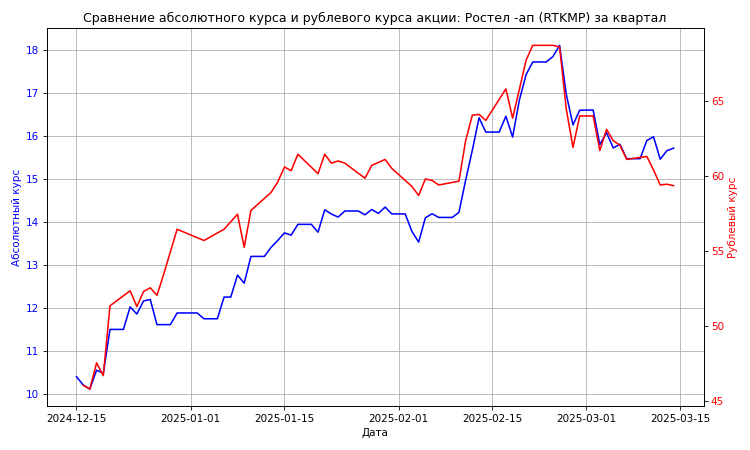 Сравнение абсолютного курса и рублевого курса акции: Ростел -ап (RTKMP) за квартал
Абсолютный курс
18
17
16
15
14
13
12
11
10
65
60
55
50
45
Рублевый курс
2024-12-15 2025-01-01 2025-01-15 2025-02-01 2025-02-15 2025-03-01 2025-03-15
Дата